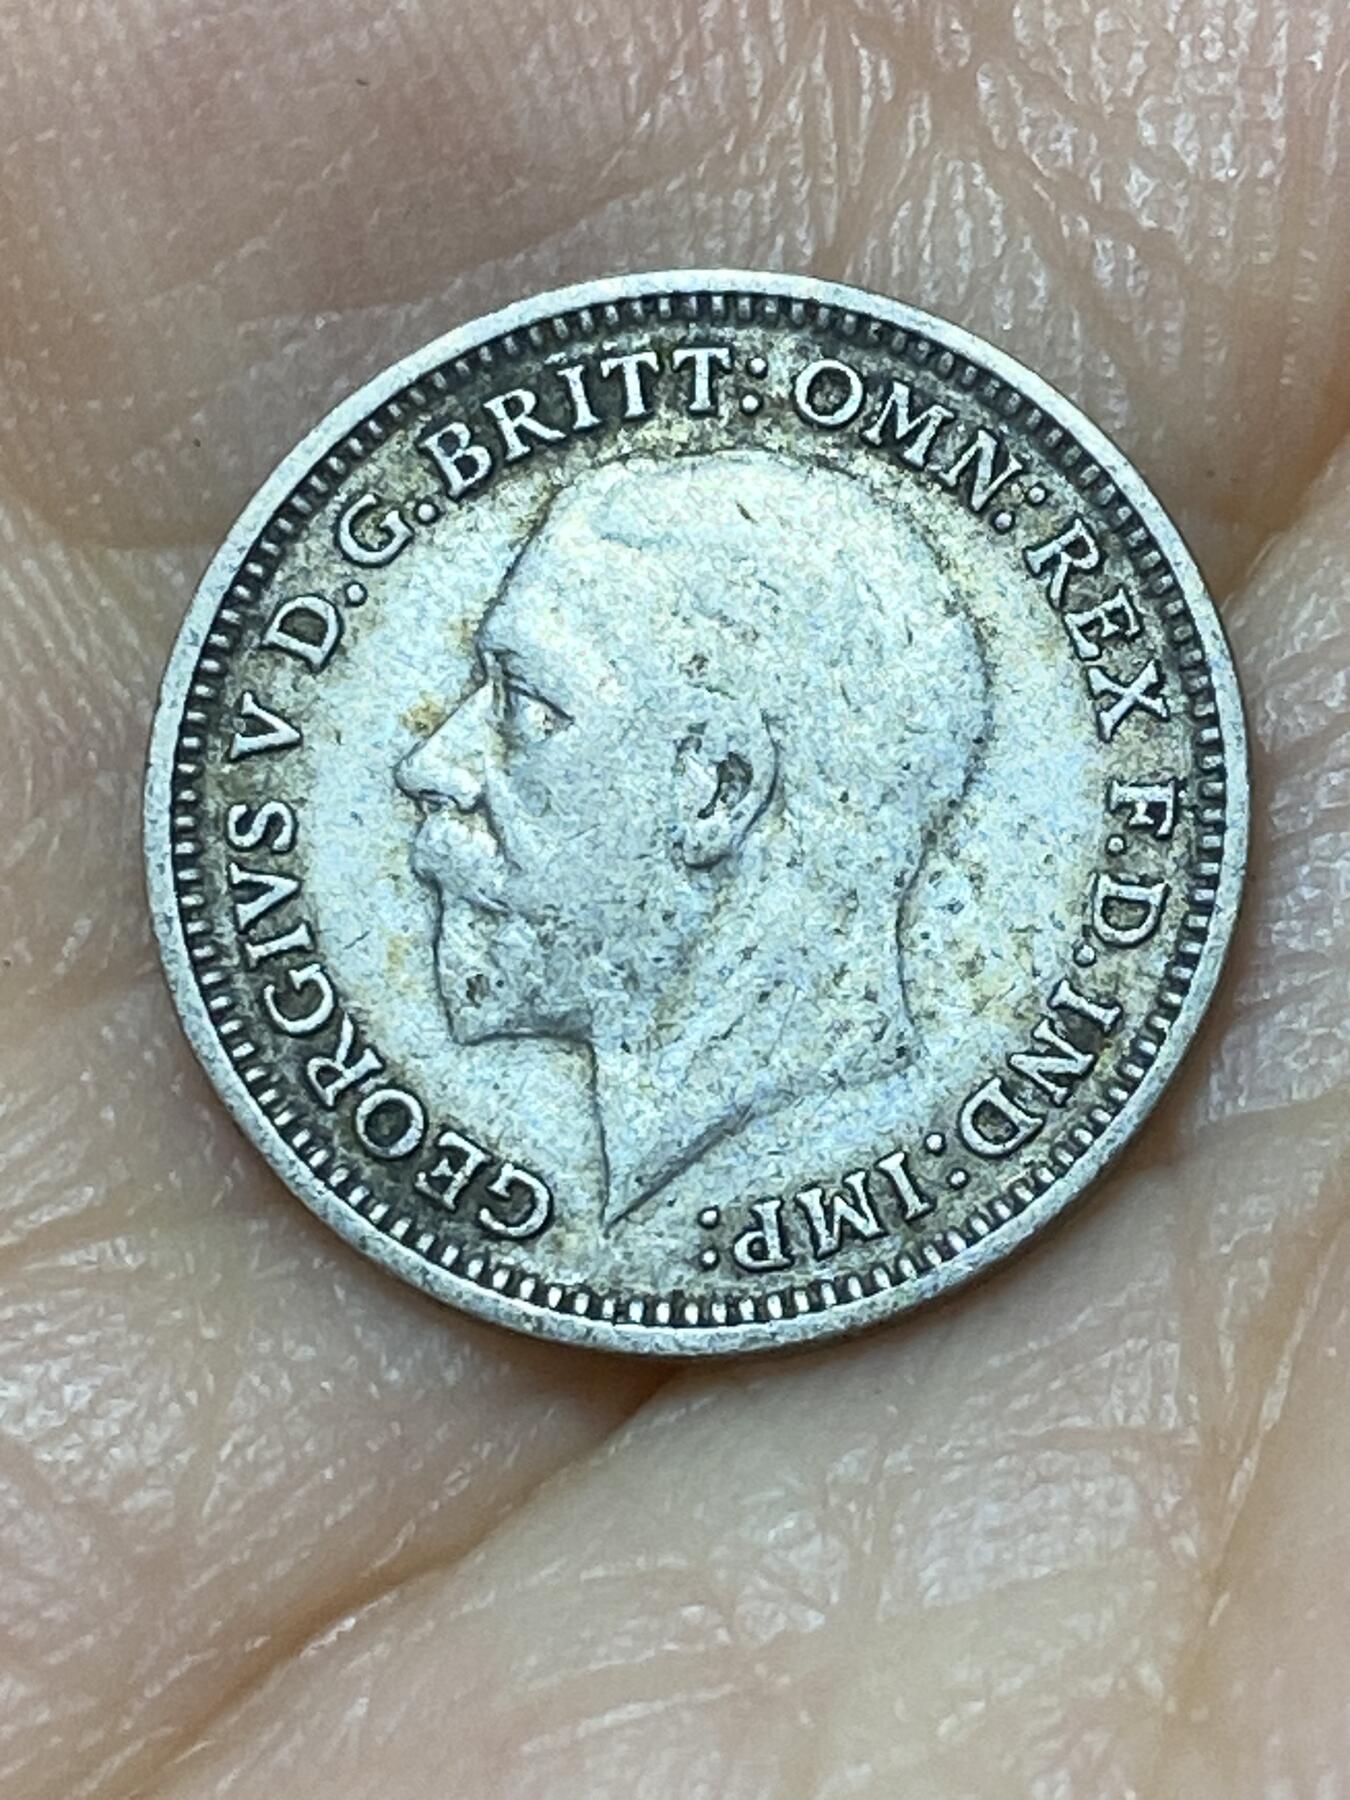 GEORGIVS V D.G.BRITT: OMN: REX F.D.IND:IMP: